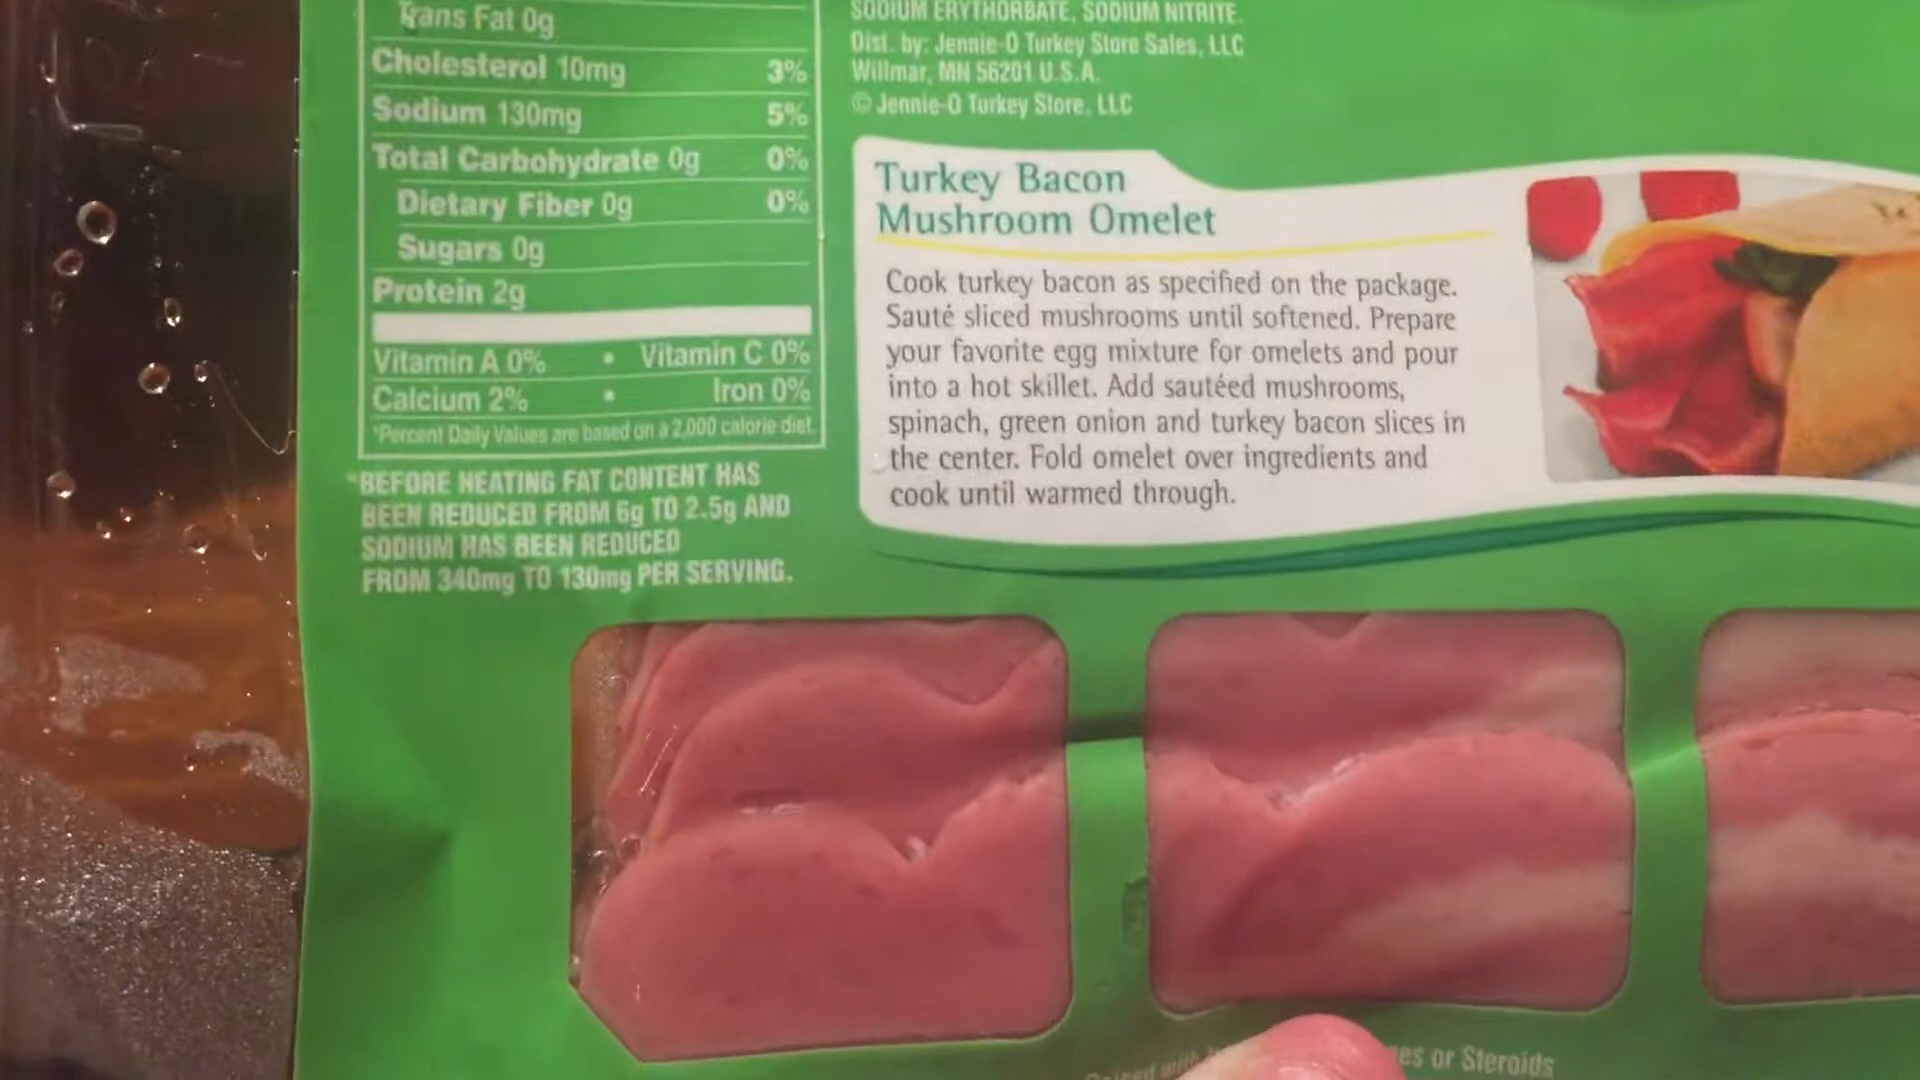 Trans Fat 0g
Cholesterol 10mg 3%
Sodium 130mg 5%
Total Carbohydrate 0g 0%
Dietary Fiber 0g 0%
Sugars 0g
Protein 2g
Vitamin A 0% • Vitamin C 0%
Calcium 2% • Iron 0%
*Percent Daily Values are based on a 2,000 calorie diet.
*BEFORE HEATING FAT CONTENT HAS
BEEN REDUCED FROM 6g TO 2.5g AND
SODIUM HAS BEEN REDUCED
FROM 340mg TO 130mg PER SERVING.
SODIUM ERYTHORBATE, SODIUM NITRITE.
Dist. by: Jennie-O Turkey Store Sales, LLC
Willmar, MN 56201 U.S.A.
© Jennie-O Turkey Store, LLC
Turkey Bacon
Mushroom Omelet
Cook turkey bacon as specified on the package.
Sauté sliced mushrooms until softened. Prepare
your favorite egg mixture for omelets and pour
into a hot skillet. Add sautéed mushrooms,
spinach, green onion and turkey bacon slices in
the center. Fold omelet over ingredients and
cook until warmed through.
or Steroids